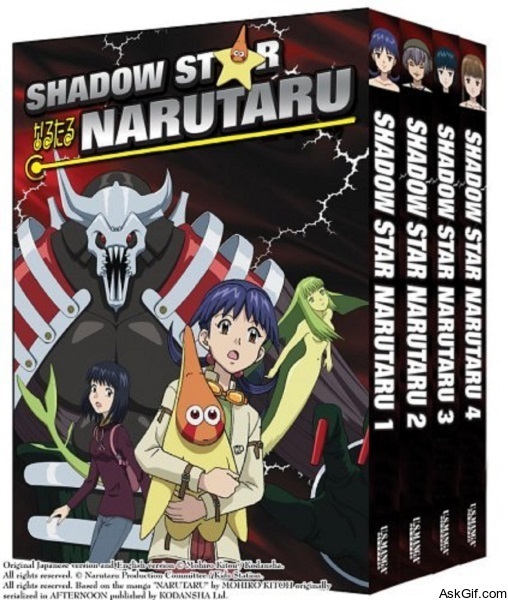 SHADOW STAR
なるたる NARUTARU
SHADOW STAR NARUTARU 1
SHADOW STAR NARUTARU 2
SHADOW STAR NARUTARU 3
SHADOW STAR NARUTARU 4
Original Japanese version and English version © Mohiro Kitoh / Kodansha.
All rights reserved. © Narutaru Production Committee / Kids Station.
All rights reserved. Based on the manga "NARUTARU" by MOHIRO KITOH originally
serialized in AFTERNOON published by KODANSHA Ltd.
AskGif.com